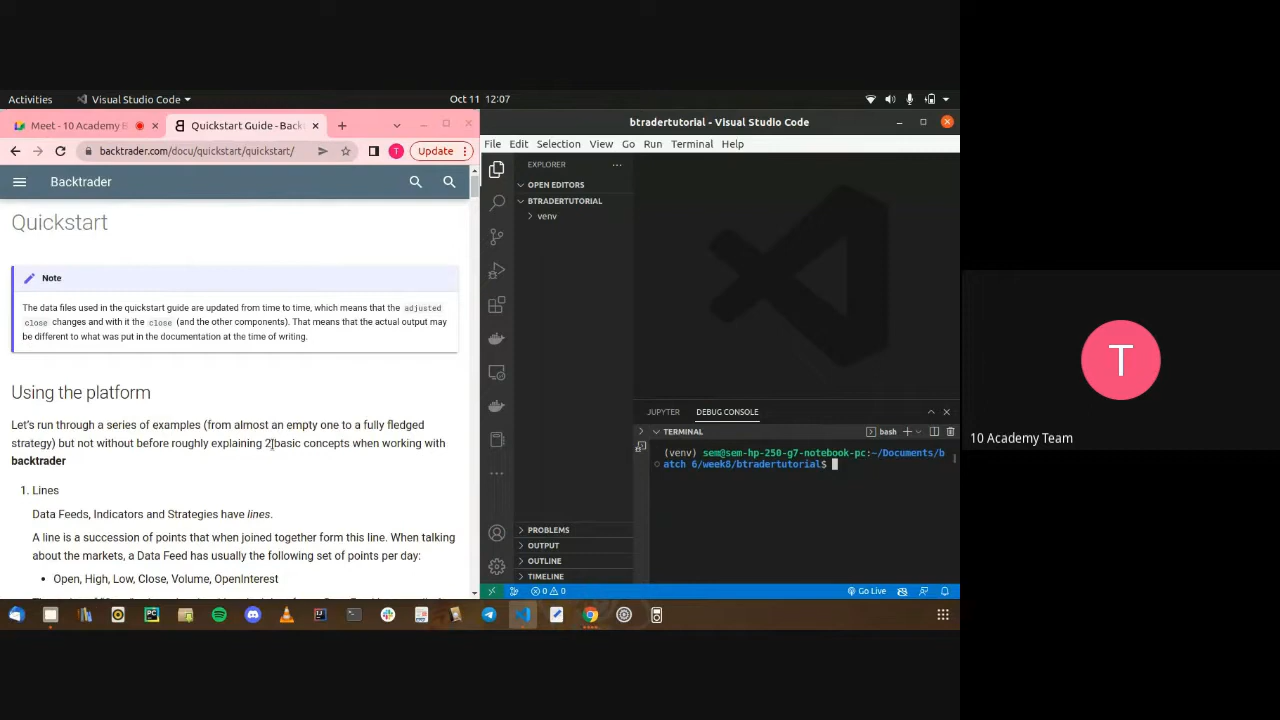 Activities
Visual Studio Code
Oct 11 12:07
Meet - 10 Academy B
Quickstart Guide - Back
backtrader.com/docu/quickstart/quickstart/
T
Update
Backtrader
Quickstart
Note
The data files used in the quickstart guide are updated from time to time, which means that the adjusted
close changes and with it the close (and the other components). That means that the actual output may
be different to what was put in the documentation at the time of writing.
Using the platform
Let's run through a series of examples (from almost an empty one to a fully fledged
strategy) but not without before roughly explaining 2 basic concepts when working with
backtrader
1. Lines
Data Feeds, Indicators and Strategies have lines.
A line is a succession of points that when joined together form this line. When talking
about the markets, a Data Feed has usually the following set of points per day:
• Open, High, Low, Close, Volume, OpenInterest
btradertutorial - Visual Studio Code
File Edit Selection View Go Run Terminal Help
EXPLORER
OPEN EDITORS
BTRADERTUTORIAL
venv
PROBLEMS
OUTPUT
OUTLINE
TIMELINE
JUPYTER DEBUG CONSOLE
TERMINAL
bash
(venv) sem@sem-hp-250-g7-notebook-pc:~/Documents/b
atch 6/week8/btradertutorial$
0 0
Go Live
T
10 Academy Team